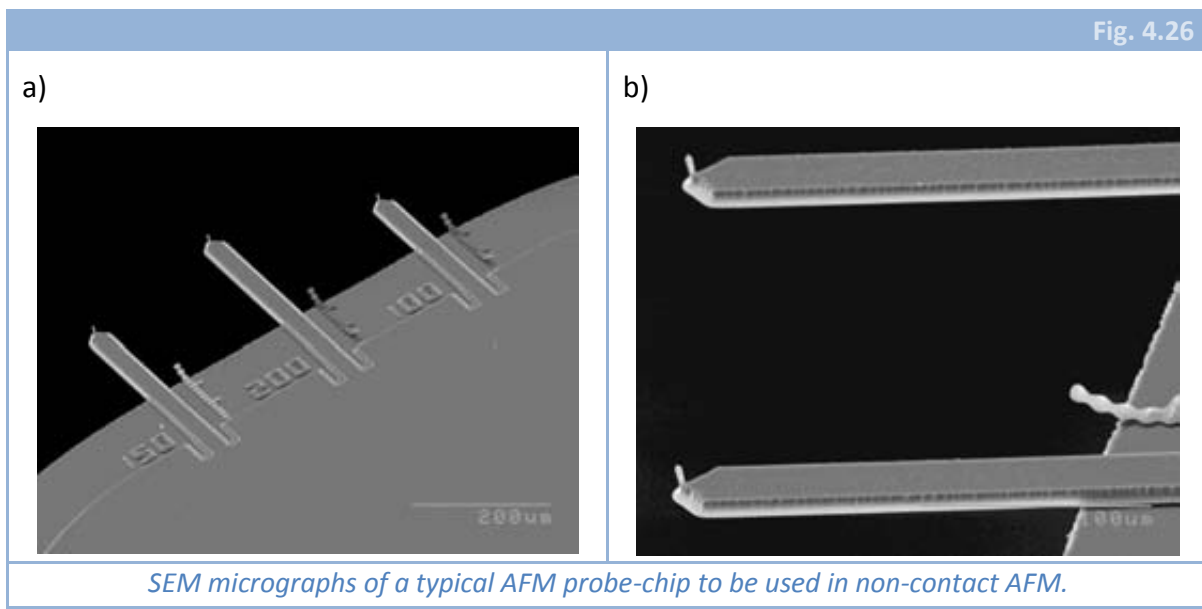 Fig. 4.26
a)
b)
150
200
100
200um
100um
SEM micrographs of a typical AFM probe-chip to be used in non-contact AFM.